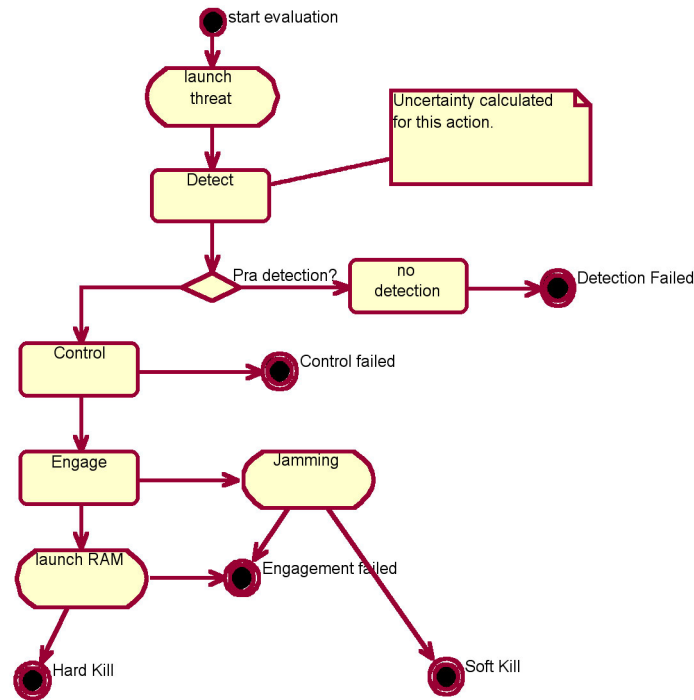 start evaluation
launch
threat
Uncertainty calculated
for this action.
Detect
Pra detection?
no
detection
Detection Failed
Control
Control failed
Engage
Jamming
launch RAM
Engagement failed
Hard Kill
Soft Kill